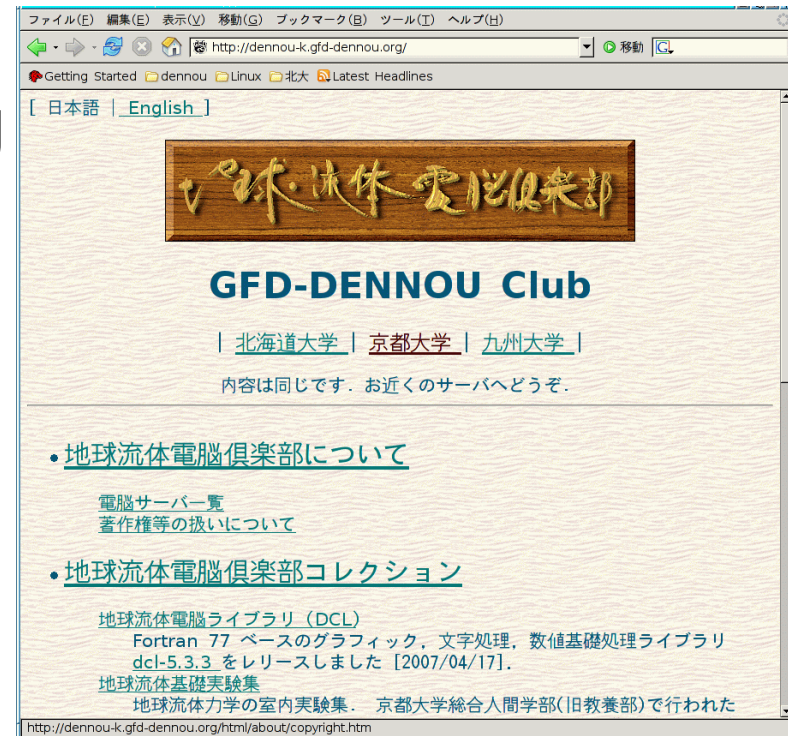 ファイル(F) 編集(E) 表示(V) 移動(G) ブックマーク(B) ツール(T) ヘルプ(H)
http://dennou-k.gfd-dennou.org/ 移動 G
Getting Started dennou Linux 北大 Latest Headlines
[ 日本語 | English ]
地球・流体電脳倶楽部
GFD-DENNOU Club
| 北海道大学 | 京都大学 | 九州大学 |
内容は同じです．お近くのサーバへどうぞ．
•地球流体電脳倶楽部について
電脳サーバ一覧
著作権等の扱いについて
•地球流体電脳倶楽部コレクション
地球流体電脳ライブラリ（DCL）
Fortran 77 ベースのグラフィック，文字処理，数値基礎処理ライブラリ
dcl-5.3.3 をリリースしました [2007/04/17]．
地球流体基礎実験集
地球流体力学の室内実験集． 京都大学総合人間学部(旧教養部)で行われた
http://dennou-k.gfd-dennou.org/html/about/copyright.htm